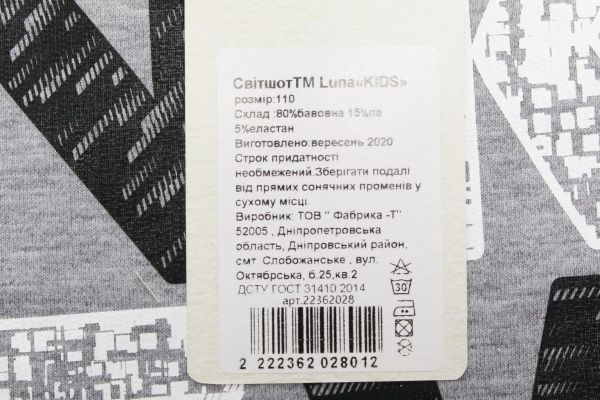 СвітшотТМ Luna«KIDS»
розмір:110
Склад :80%бавовна 15%пе
5%еластан
Виготовлено:вересень 2020
Строк придатності
необмежений.Зберігати подалі
від прямих сонячних променів у
сухому місці.
Виробник: ТОВ " Фабрика -Т"
52005 , Дніпропетровська
область, Дніпровський район,
смт. Слобожанське , вул.
Октябрська, б.25,кв.2
ДСТУ ГОСТ 31410 2014
арт.22362028
30
2 222362 028012